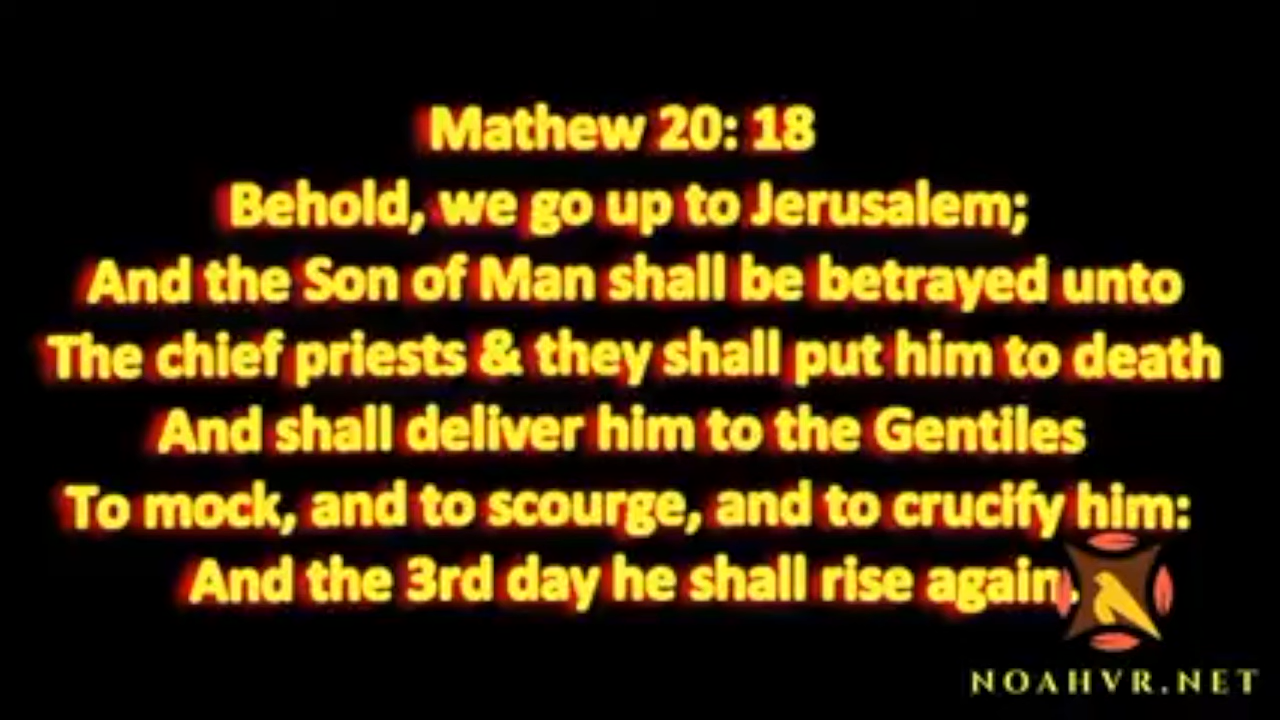 Mathew 20: 18
Behold, we go up to Jerusalem;
And the Son of Man shall be betrayed unto
The chief priests & they shall put him to death
And shall deliver him to the Gentiles
To mock, and to scourge, and to crucify him:
And the 3rd day he shall rise again.
NOAHVR.NET